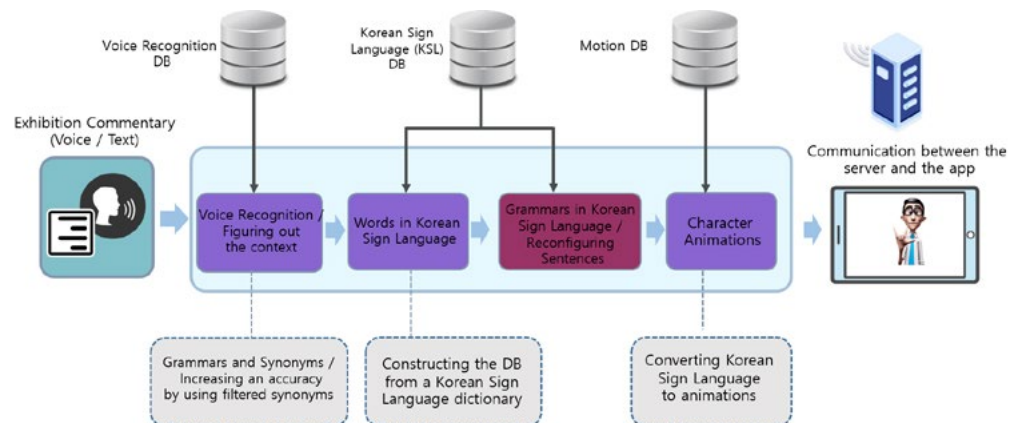 Voice Recognition
DB
Korean Sign
Language (KSL)
DB
Motion DB
Exhibition Commentary
(Voice / Text)
Communication between the
server and the app
Voice Recognition /
Figuring out
the context
Words in Korean
Sign Language
Grammars in Korean
Sign Language /
Reconfiguring
Sentences
Character
Animations
Grammars and Synonyms /
Increasing an accuracy
by using filtered synonyms
Constructing the DB
from a Korean Sign
Language dictionary
Converting Korean
Sign Language
to animations